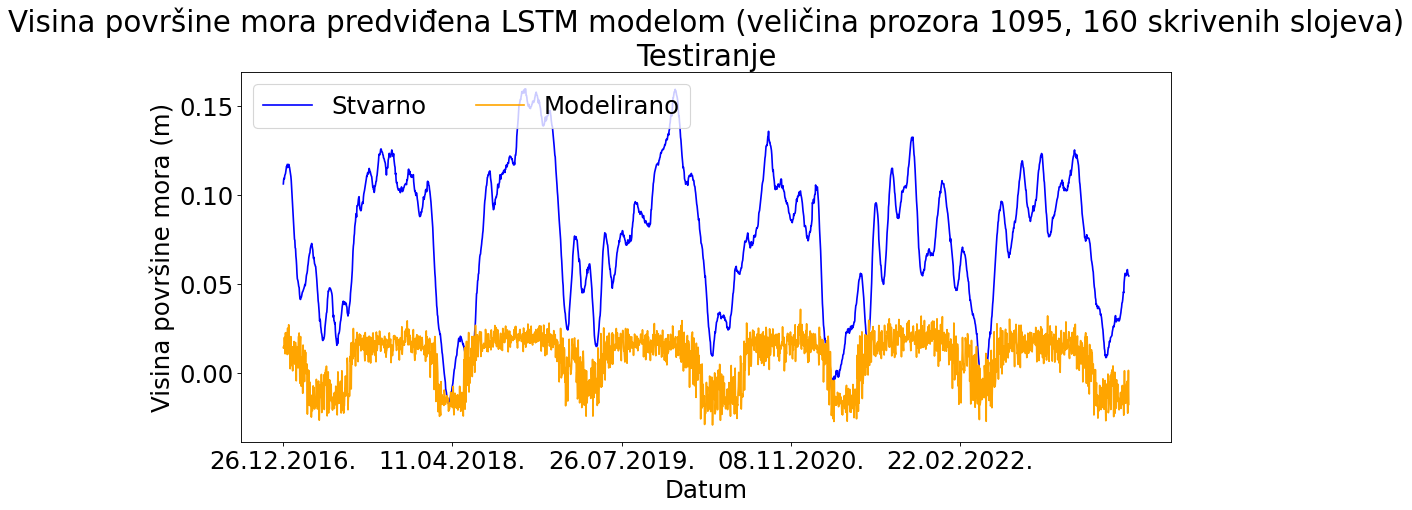 Visina površine mora predviđena LSTM modelom (veličina prozora 1095, 160 skrivenih slojeva)
Testiranje
Stvarno Modelirano
Visina površine mora (m)
0.15
0.10
0.05
0.00
26.12.2016. 11.04.2018. 26.07.2019. 08.11.2020. 22.02.2022.
Datum